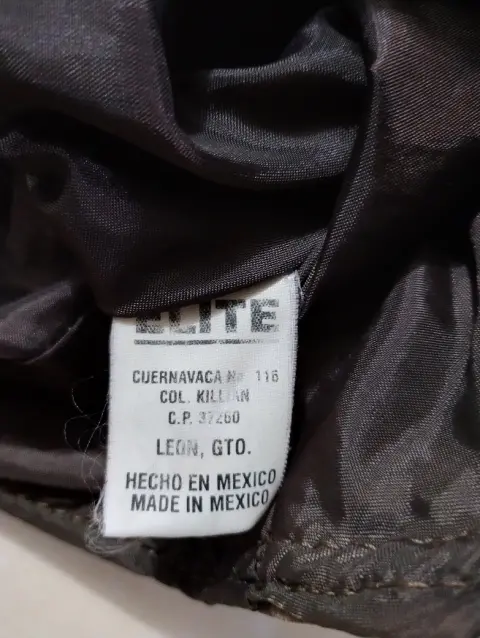 ELITE
CUERNAVACA No. 116
COL. KILLIAN
C.P. 37260
LEON, GTO.
HECHO EN MEXICO
MADE IN MEXICO